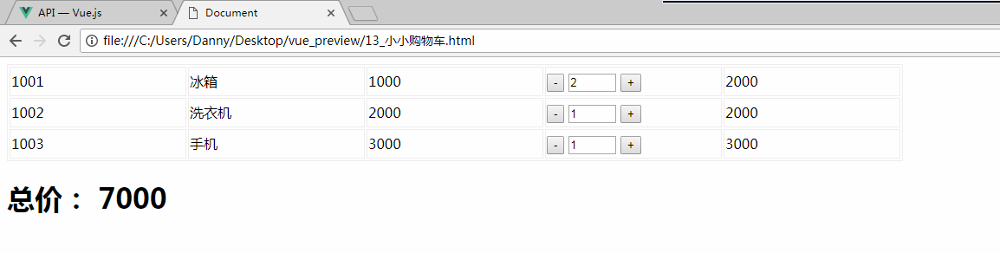 API — Vue.js Document
file:///C:/Users/Danny/Desktop/vue_preview/13_小小购物车.html
1001 冰箱 1000 - 2 + 2000
1002 洗衣机 2000 - 1 + 2000
1003 手机 3000 - 1 + 3000
总价： 7000